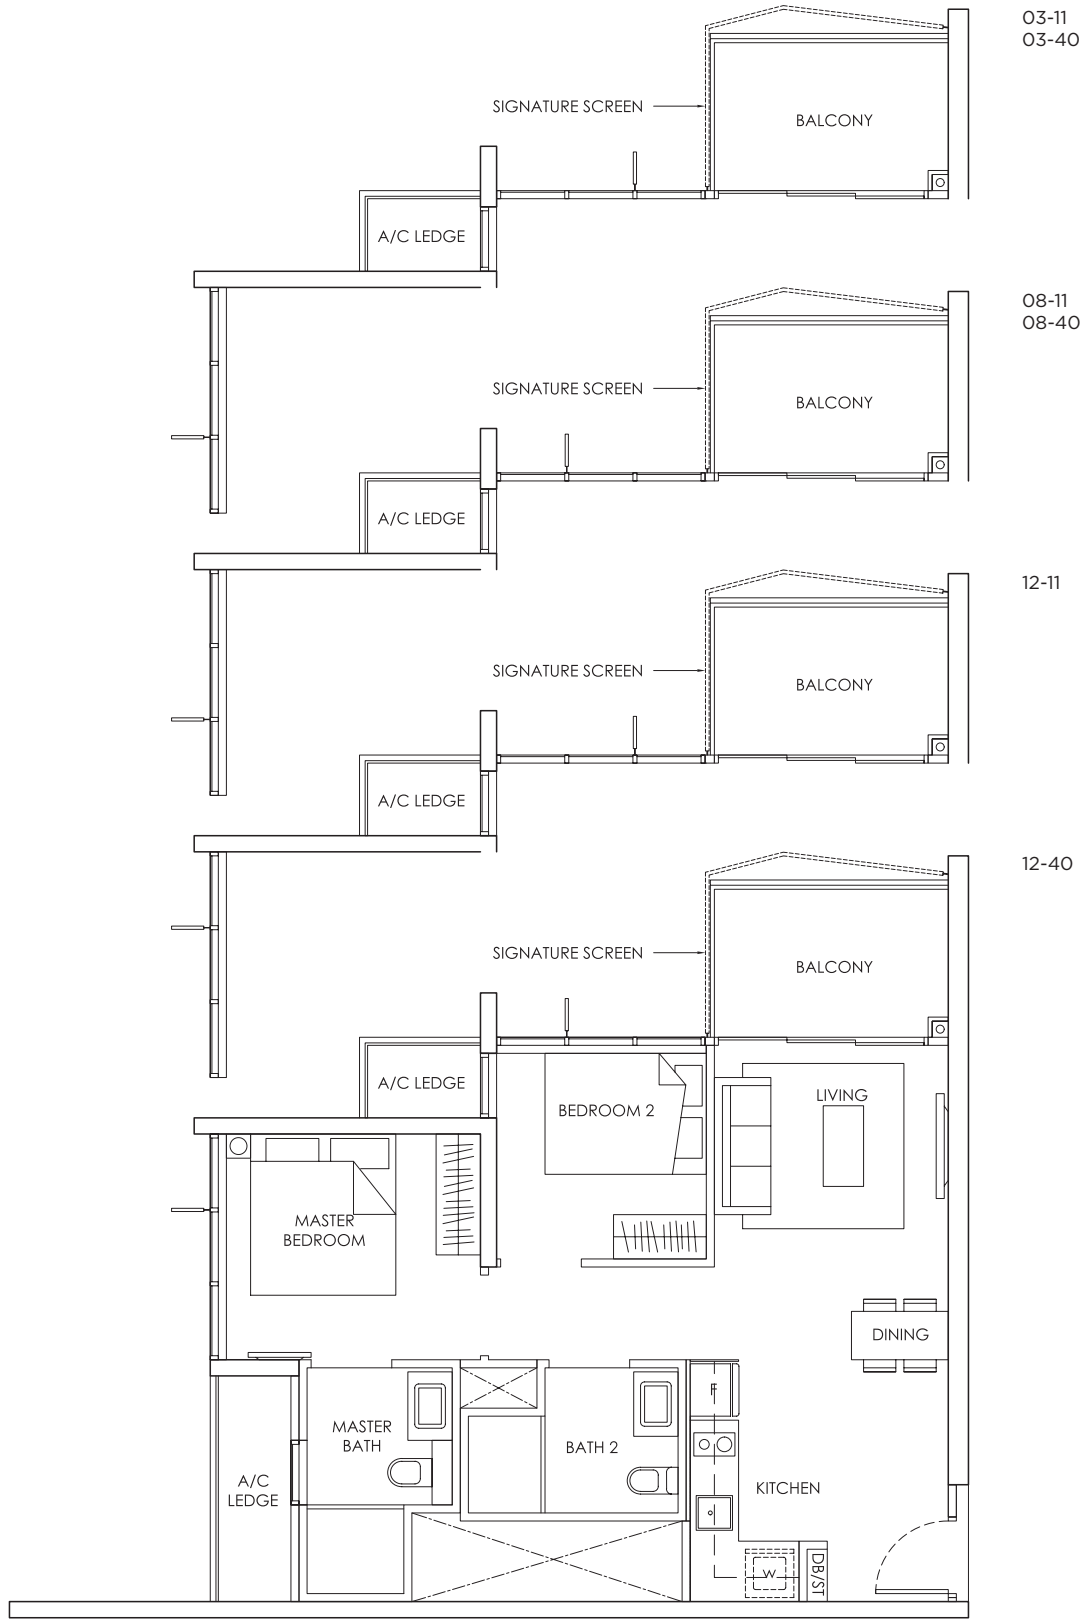 03-11
03-40
SIGNATURE SCREEN
BALCONY
A/C LEDGE
08-11
08-40
SIGNATURE SCREEN
BALCONY
A/C LEDGE
12-11
SIGNATURE SCREEN
BALCONY
A/C LEDGE
12-40
SIGNATURE SCREEN
BALCONY
A/C LEDGE
BEDROOM 2
LIVING
MASTER
BEDROOM
DINING
F
MASTER
BATH
BATH 2
A/C
LEDGE
KITCHEN
W
DB/ST